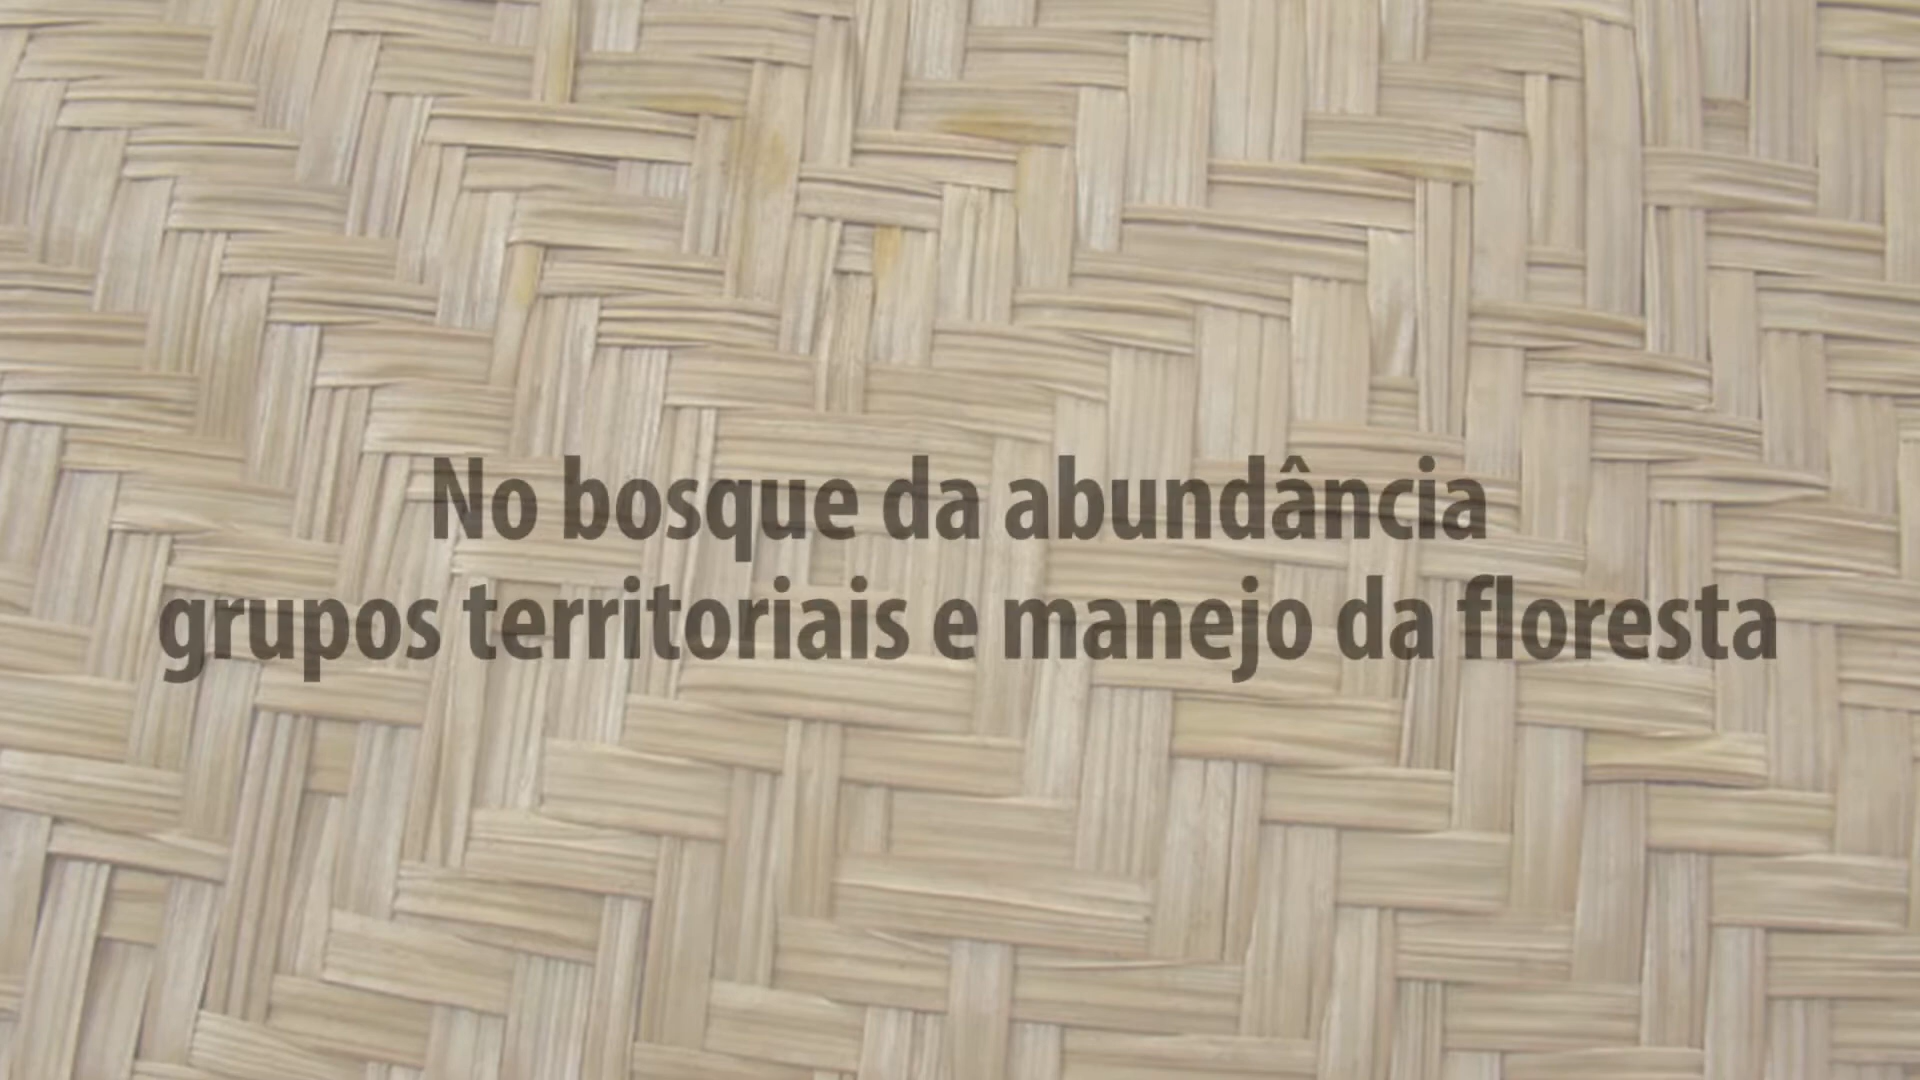 No bosque da abundância
grupos territoriais e manejo da floresta